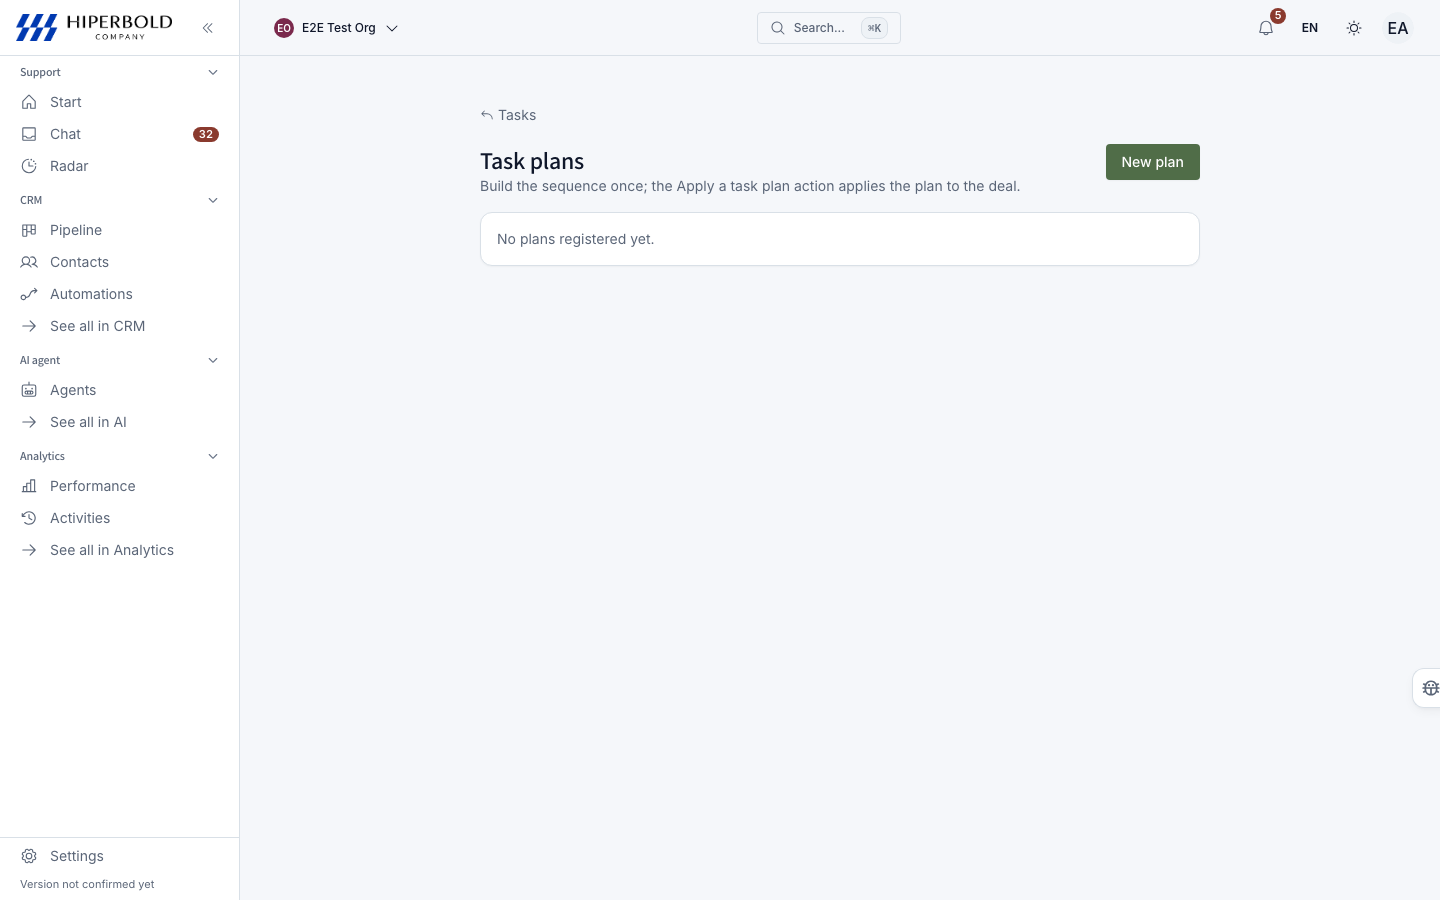 HIPERBOLD
COMPANY
EO E2E Test Org
Search... ⌘K
5
EN
EA
Support
Start
Chat 32
Radar
CRM
Pipeline
Contacts
Automations
See all in CRM
AI agent
Agents
See all in AI
Analytics
Performance
Activities
See all in Analytics
Settings
Version not confirmed yet
Tasks
Task plans
New plan
Build the sequence once; the Apply a task plan action applies the plan to the deal.
No plans registered yet.